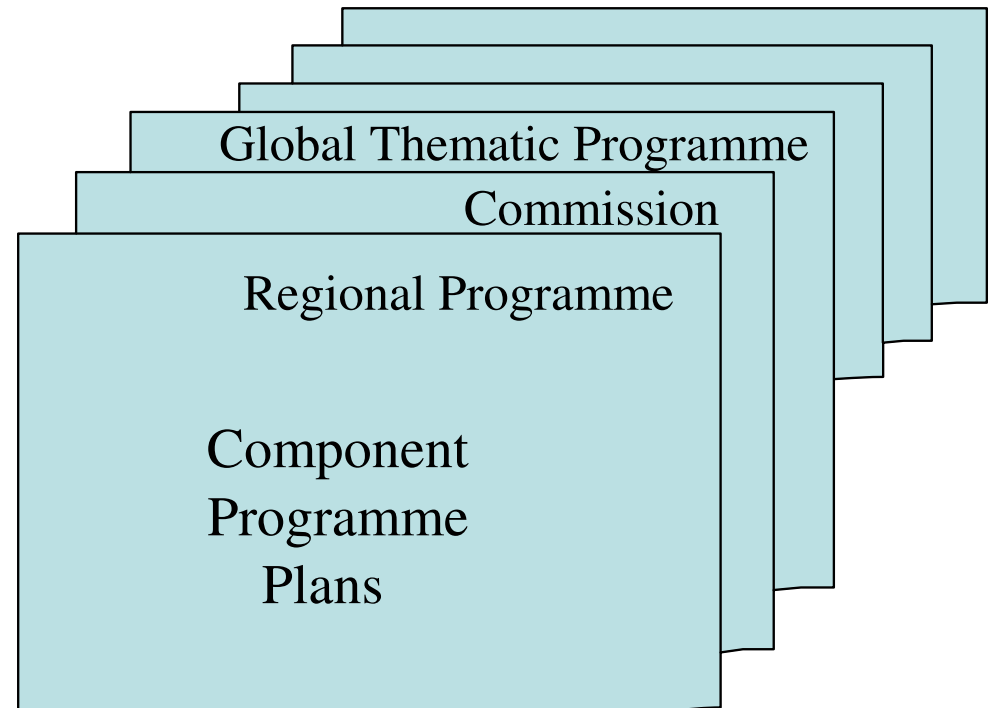 Global Thematic Programme
Commission
Regional Programme
Component
Programme
Plans